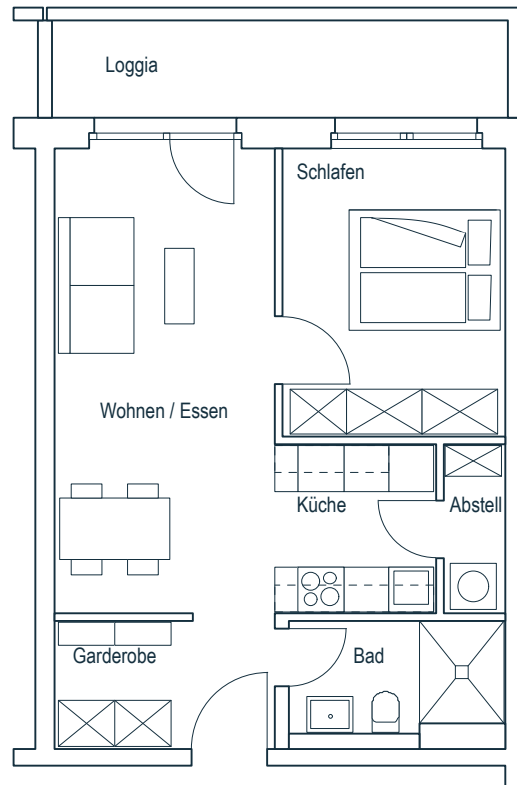 Loggia
Schlafen
Wohnen / Essen
Küche
Abstell
Garderobe
Bad